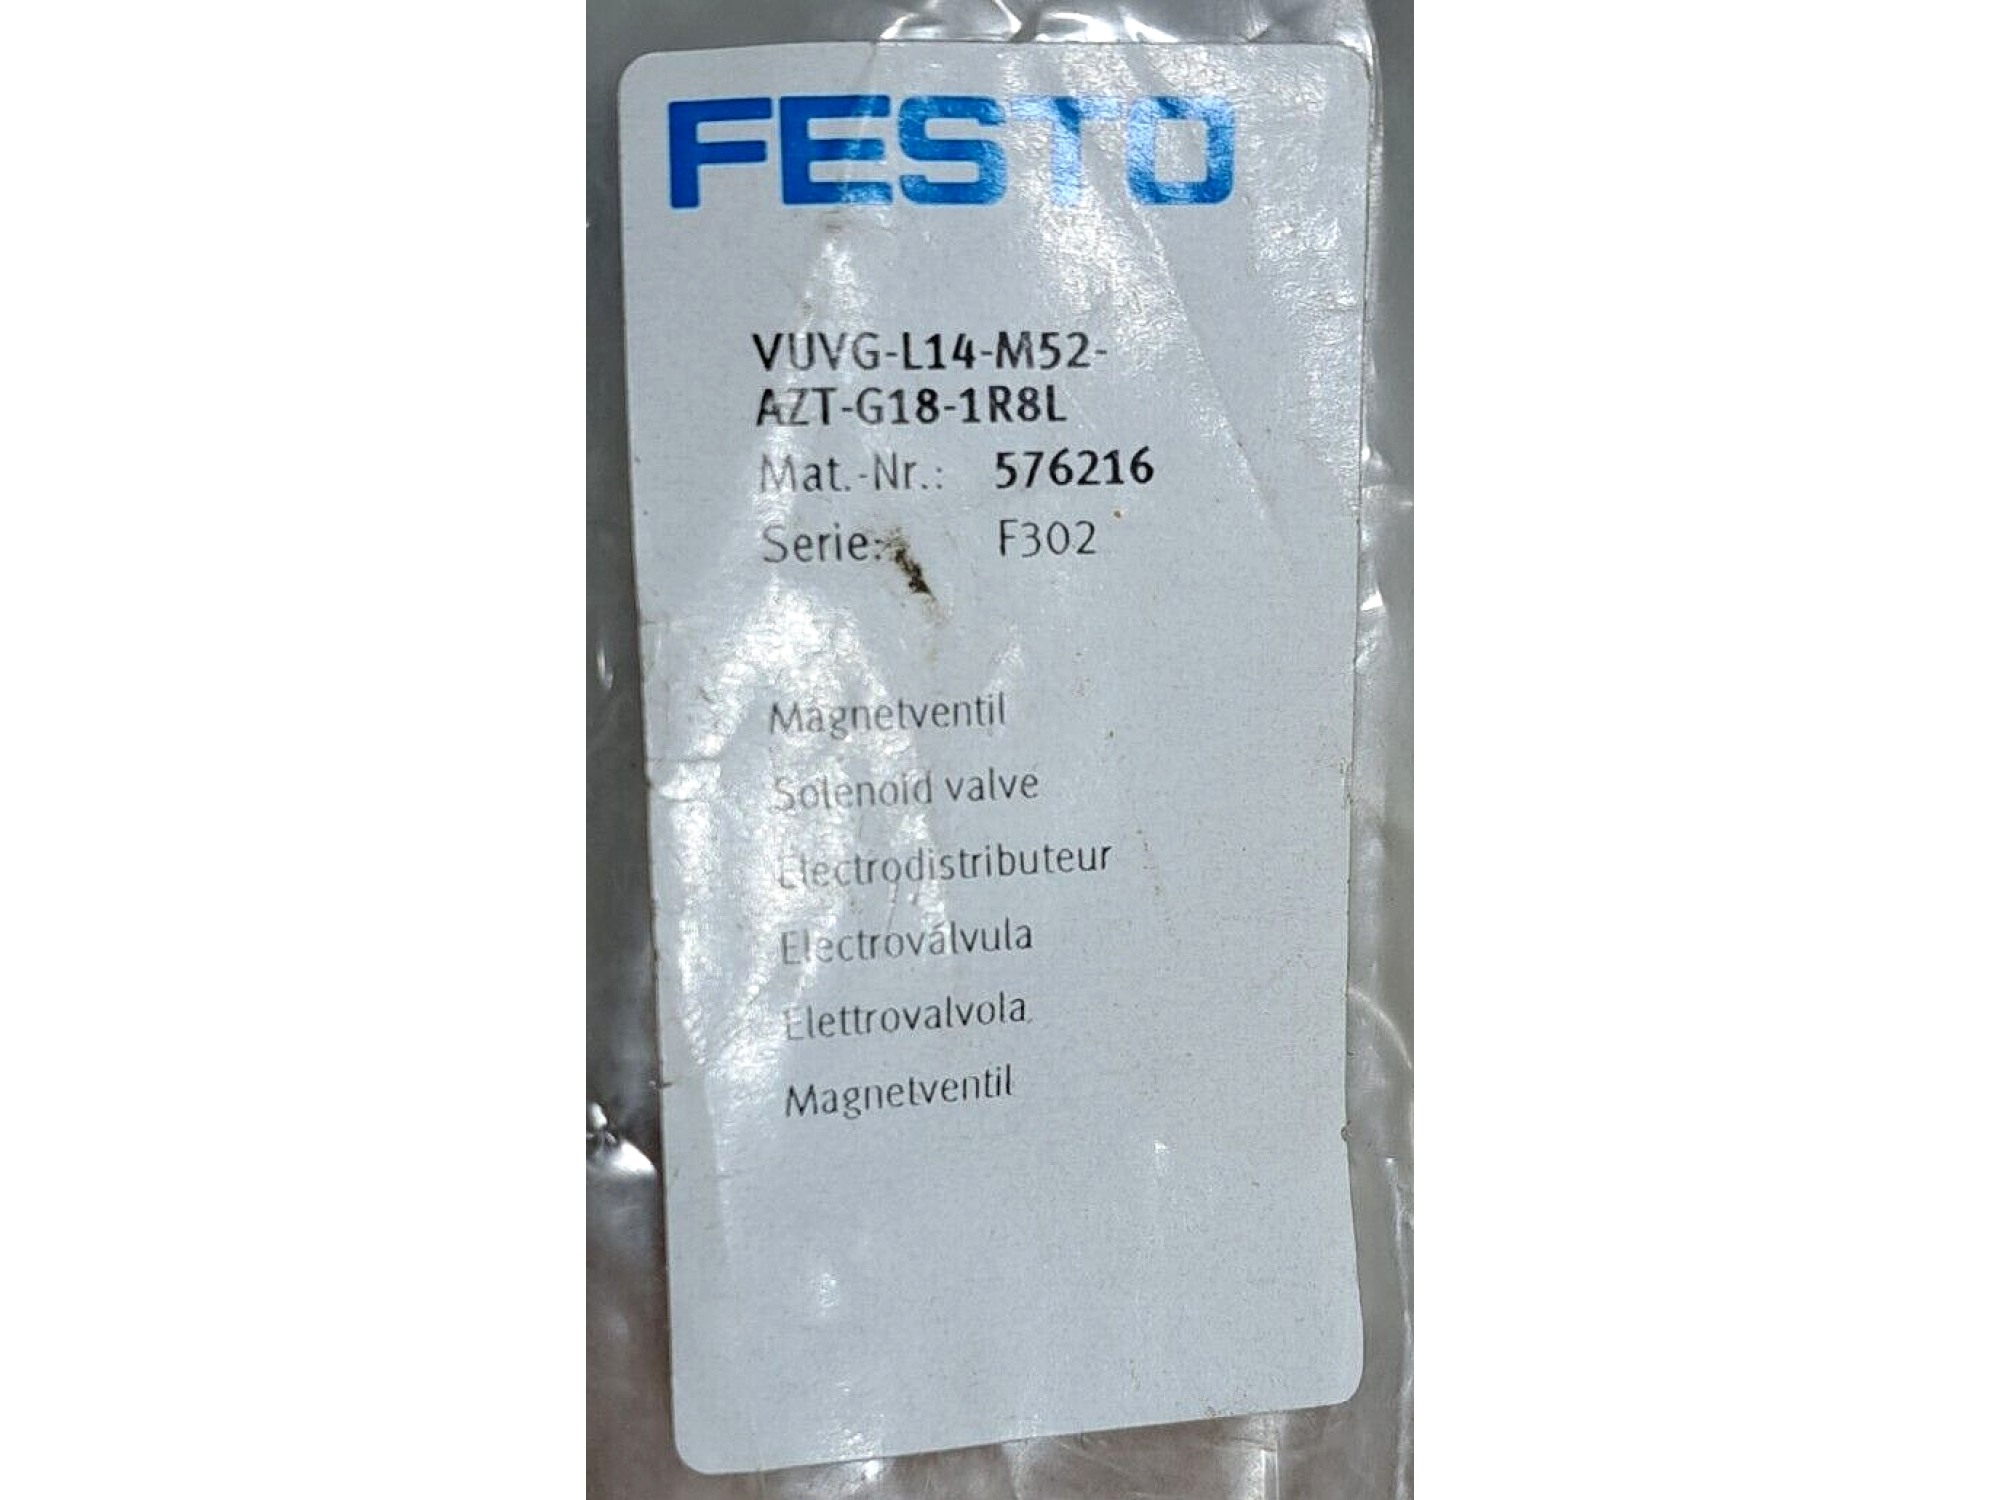 FESTO
VUVG-L14-M52-
AZT-G18-1R8L
Mat.-Nr.: 576216
Serie: F302
Magnetventil
Solenoid valve
Electrodistributeur
Electroválvula
Elettrovalvola
Magnetventil